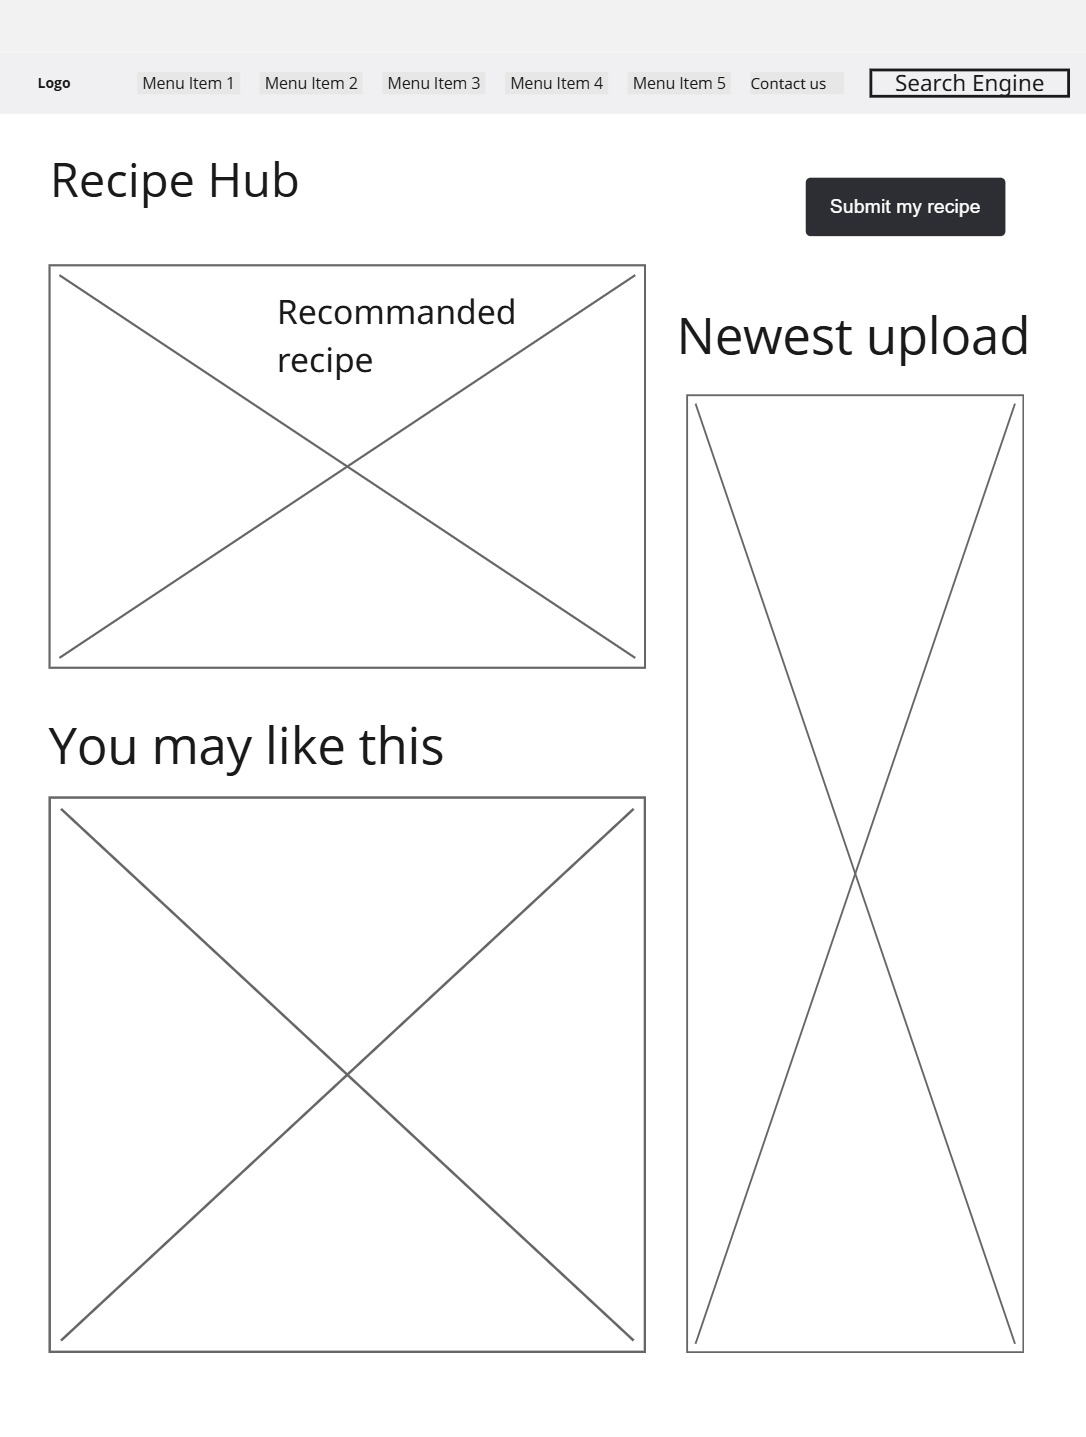 Logo Menu Item 1 Menu Item 2 Menu Item 3 Menu Item 4 Menu Item 5 Contact us Search Engine
Recipe Hub
Submit my recipe
Recommanded
recipe
Newest upload
You may like this